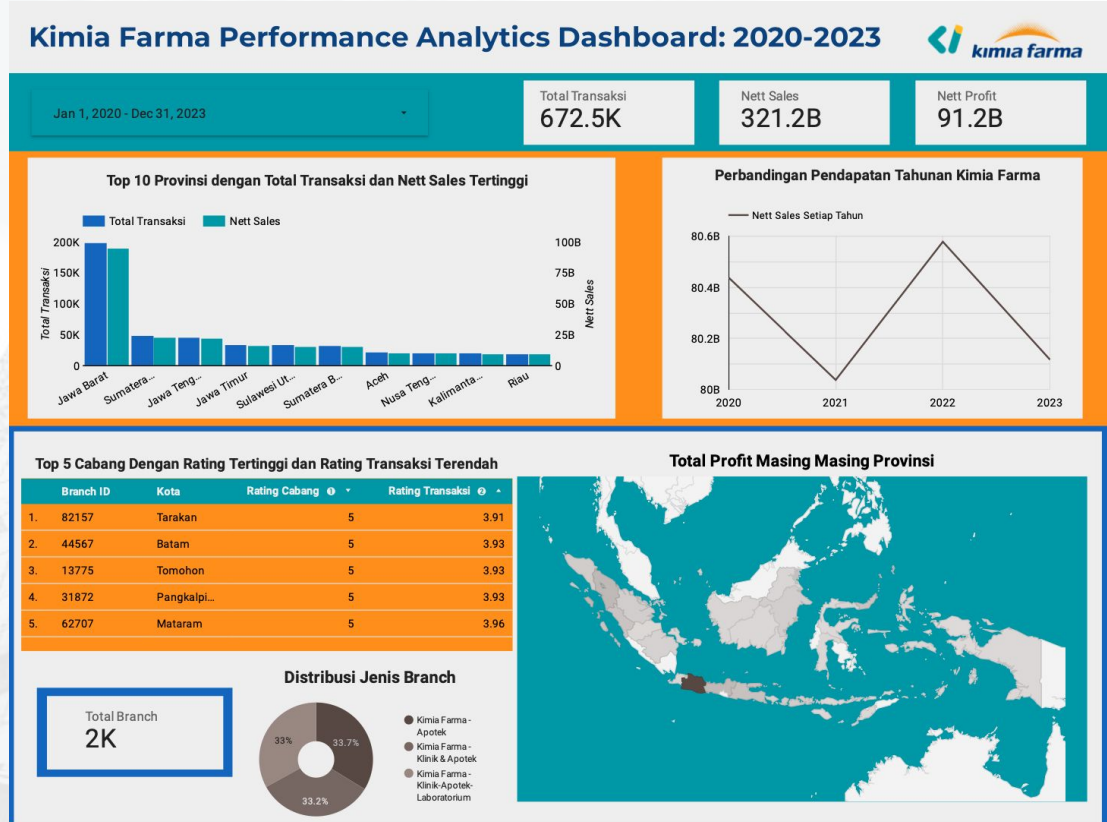 Kimia Farma Performance Analytics Dashboard: 2020-2023
kimia farma
Jan 1, 2020 - Dec 31, 2023
Total Transaksi
672.5K
Nett Sales
321.2B
Nett Profit
91.2B
Top 10 Provinsi dengan Total Transaksi dan Nett Sales Tertinggi
Total Transaksi
Nett Sales
200K
150K
100K
50K
0
Total Transaksi
100B
75B
50B
25B
0
Nett Sales
Jawa Barat
Sumatera...
Jawa Teng...
Jawa Timur
Sulawesi Ut...
Sumatera B...
Aceh
Nusa Teng...
Kalimanta...
Riau
Perbandingan Pendapatan Tahunan Kimia Farma
Nett Sales Setiap Tahun
80.6B
80.4B
80.2B
80B
2020
2021
2022
2023
Top 5 Cabang Dengan Rating Tertinggi dan Rating Transaksi Terendah
Branch ID Kota Rating Cabang 1 Rating Transaksi 2
1. 82157 Tarakan 5 3.91
2. 44567 Batam 5 3.93
3. 13775 Tomohon 5 3.93
4. 31872 Pangkalpi... 5 3.93
5. 62707 Mataram 5 3.96
Total Branch
2K
Distribusi Jenis Branch
33%
33.7%
33.2%
Kimia Farma -
Apotek
Kimia Farma -
Klinik & Apotek
Kimia Farma -
Klinik-Apotek-
Laboratorium
Total Profit Masing Masing Provinsi